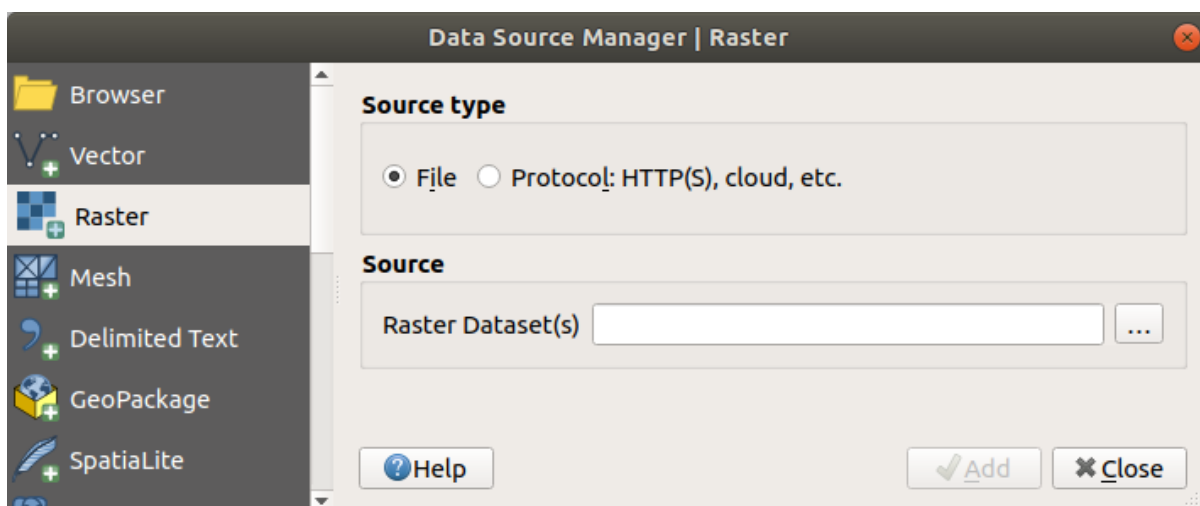 Data Source Manager | Raster
Browser
Vector
Raster
Mesh
Delimited Text
GeoPackage
SpatiaLite
Source type
File
Protocol: HTTP(S), cloud, etc.
Source
Raster Dataset(s)
...
Help
Add
Close